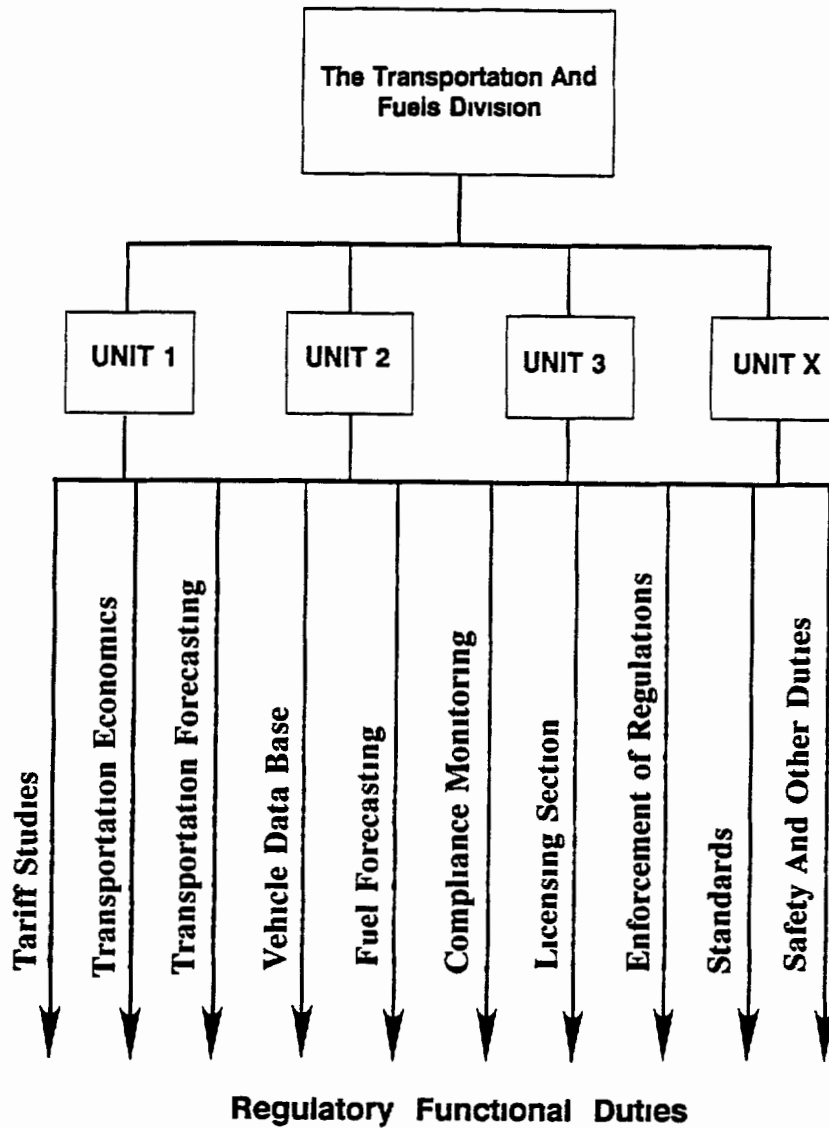 The Transportation And
Fuels Division
UNIT 1
UNIT 2
UNIT 3
UNIT X
Tariff Studies
Transportation Economics
Transportation Forecasting
Vehicle Data Base
Fuel Forecasting
Compliance Monitoring
Licensing Section
Enforcement of Regulations
Standards
Safety And Other Duties
Regulatory Functional Duties